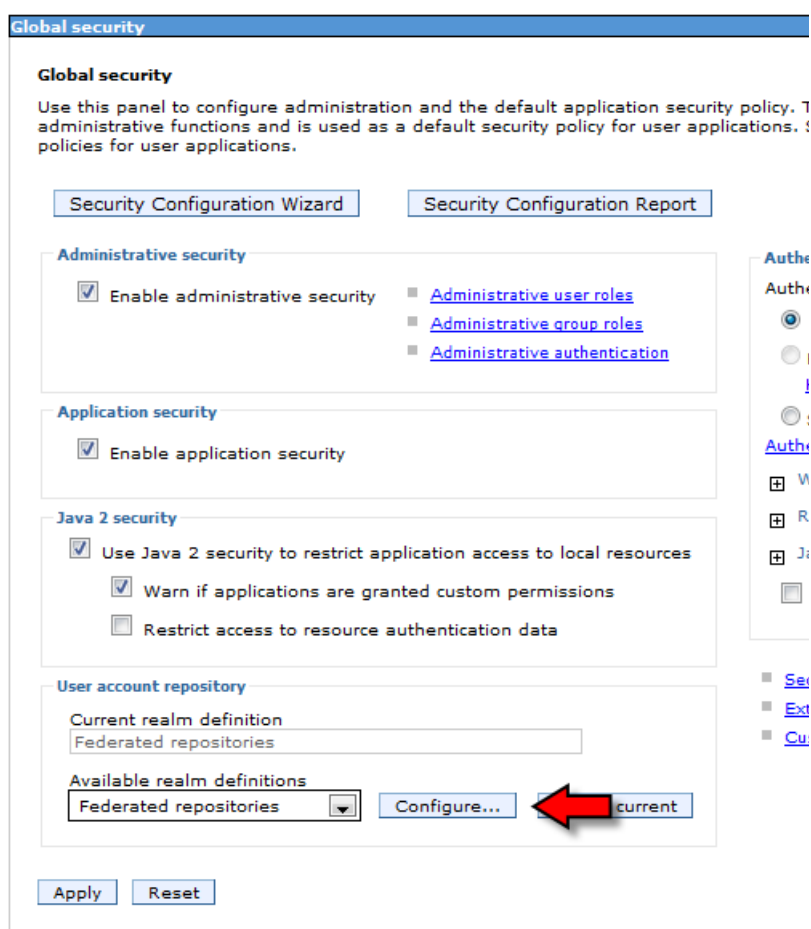 Global security
Global security
Use this panel to configure administration and the default application security policy.
administrative functions and is used as a default security policy for user applications.
policies for user applications.
Security Configuration Wizard
Security Configuration Report
Administrative security
Enable administrative security
Administrative user roles
Administrative group roles
Administrative authentication
Application security
Enable application security
Java 2 security
Use Java 2 security to restrict application access to local resources
Warn if applications are granted custom permissions
Restrict access to resource authentication data
User account repository
Current realm definition
Federated repositories
Available realm definitions
Federated repositories
Configure...
current
Apply
Reset